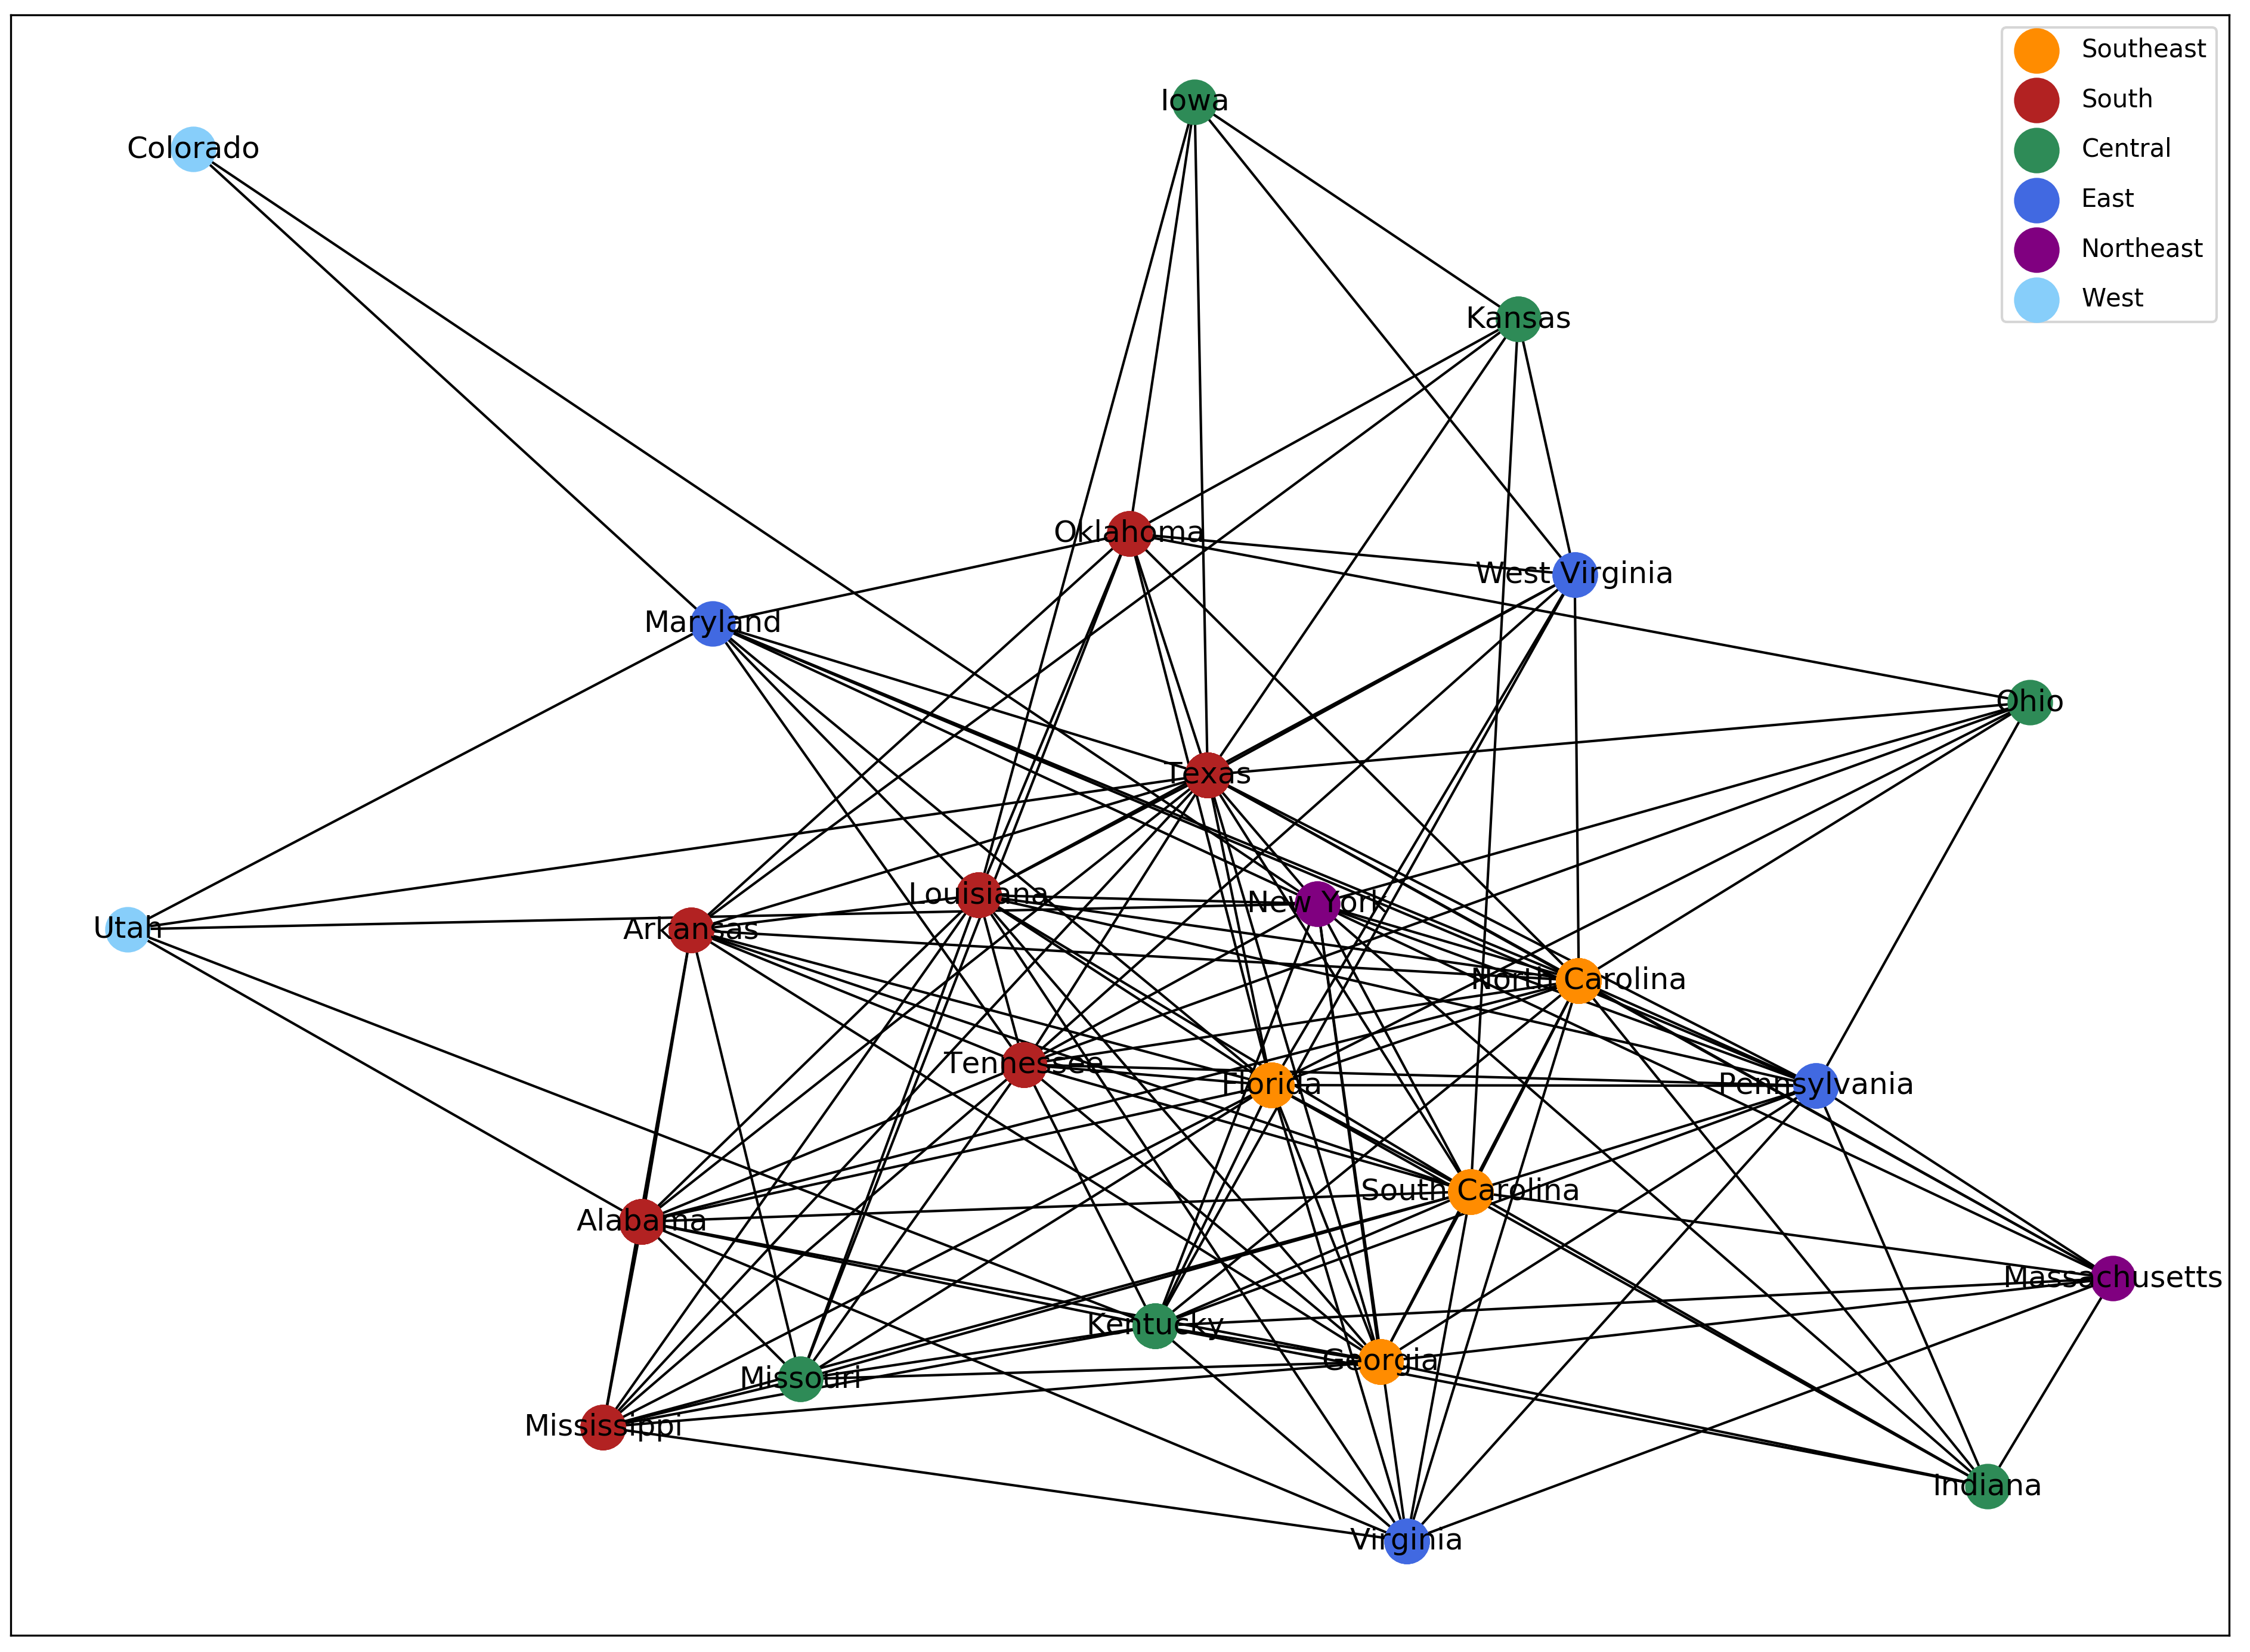 Southeast
South
Central
East
Northeast
West
Iowa
Colorado
Kansas
Oklahoma
West Virginia
Maryland
Ohio
Texas
Louisiana
New York
Utah
Arkansas
North Carolina
Tennessee
Florida
Pennsylvania
South Carolina
Alabama
Massachusetts
Kentucky
Georgia
Missouri
Mississippi
Indiana
Virginia